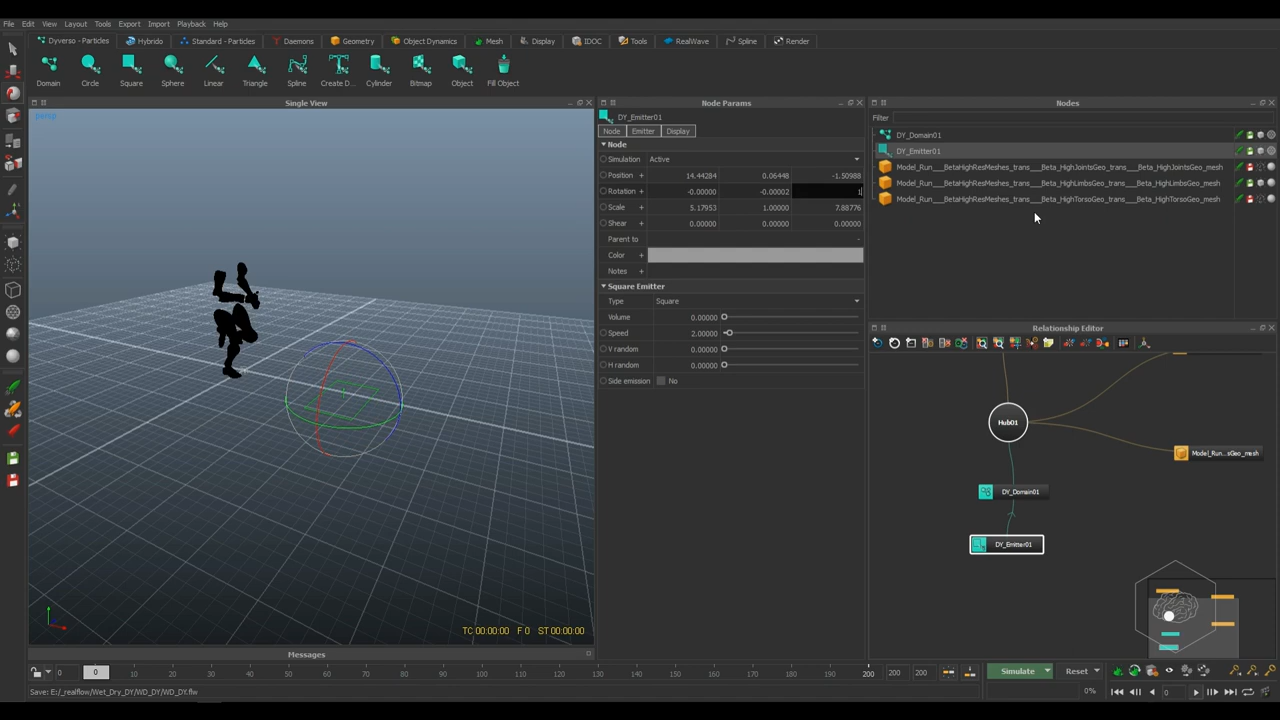 File Edit View Layout Tools Export Import Playback Help
Dyverso - Particles Hybrido Standard - Particles Daemons Geometry Object Dynamics Mesh Display IDOC Tools RealWave Spline Render
Domain Circle Square Sphere Linear Triangle Spline Create D... Cylinder Bitmap Object Fill Object
Single View
persp
TC 00:00:00 F 0 ST 00:00:00
Messages
Node Params
DY_Emitter01
Node Emitter Display
Node
Simulation Active
Position + 14.44284 0.06448 -1.50988
Rotation + -0.00000 -0.00002 1
Scale + 5.17953 1.00000 7.88776
Shear + 0.00000 0.00000 0.00000
Parent to -
Color +
Notes +
Square Emitter
Type Square
Volume 0.00000
Speed 2.00000
V random 0.00000
H random 0.00000
Side emission No
Nodes
Filter
DY_Domain01
DY_Emitter01
Model_Run___BetaHighResMeshes_trans___Beta_HighJointsGeo_trans___Beta_HighJointsGeo_mesh
Model_Run___BetaHighResMeshes_trans___Beta_HighLimbsGeo_trans___Beta_HighLimbsGeo_mesh
Model_Run___BetaHighResMeshes_trans___Beta_HighTorsoGeo_trans___Beta_HighTorsoGeo_mesh
Relationship Editor
Hub01
Model_Run...sGeo_mesh
DY_Domain01
DY_Emitter01
0 0 10 20 30 40 50 60 70 80 90 100 110 120 130 140 150 160 170 180 190 200 200 200
Simulate Reset
Save: E:/_realflow/Wet_Dry_DY/WD_DY/WD_DY.flw
0% 0